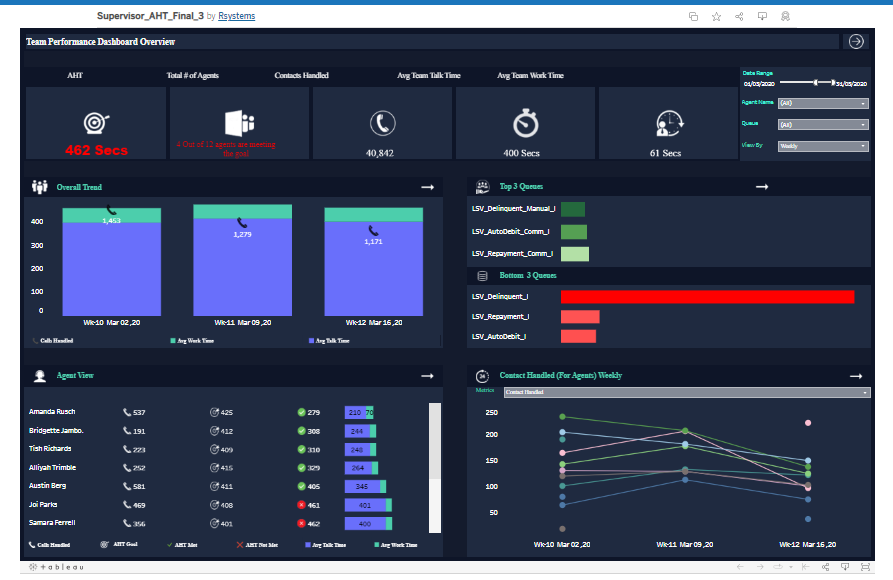 Supervisor_AHT_Final_3 by Rsystems
Team Performance Dashboard Overview
AHT
Total # of Agents
Contacts Handled
Avg Team Talk Time
Avg Team Work Time
462 Secs
4 Out of 12 agents are meeting
the goal
40,842
400 Secs
61 Secs
Date Range
01/03/2020 31/03/2020
Agent Name (All)
Queue (All)
View By Weekly
Overall Trend
400
300
200
100
0
1,453
1,279
1,171
Wk-10 Mar 02 ,20
Wk-11 Mar 09 ,20
Wk-12 Mar 16 ,20
Calls Handled
Avg Work Time
Avg Talk Time
Top 3 Queues
LSV_Delinquent_Manual_I
LSV_AutoDebit_Comm_I
LSV_Repayment_Comm_I
Bottom 3 Queues
LSV_Delinquent_I
LSV_Repayment_I
LSV_AutoDebit_I
Agent View
Amanda Rusch 537 425 279 210 70
Bridgette Jambo. 191 412 308 244
Tish Richards 223 409 310 248
Alliyah Trimble 252 415 329 264
Austin Berg 581 411 405 345
Joi Parks 469 408 461 401
Samara Ferrell 356 401 462 400
Calls Handled
AHT Goal
AHT Met
AHT Not Met
Avg Talk Time
Avg Work Time
24
Contact Handled (For Agents) Weekly
Metrics Contact Handled
250
200
150
100
50
Wk-10 Mar 02 ,20
Wk-11 Mar 09 ,20
Wk-12 Mar 16 ,20
+ a b l e a u